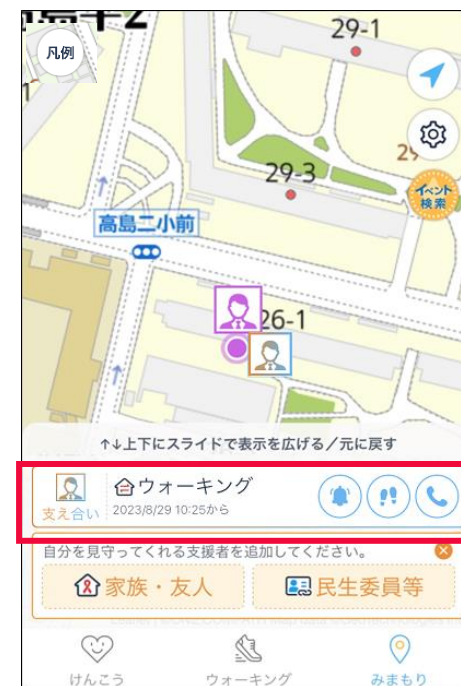 凡例
29-1
29-3
イベント
検索
高島二小前
26-1
↑↓上下にスライドで表示を広げる／元に戻す
ウォーキング
支え合い 2023/8/29 10:25から
自分を見守ってくれる支援者を追加してください。
家族・友人 民生委員等
けんこう ウォーキング みまもり